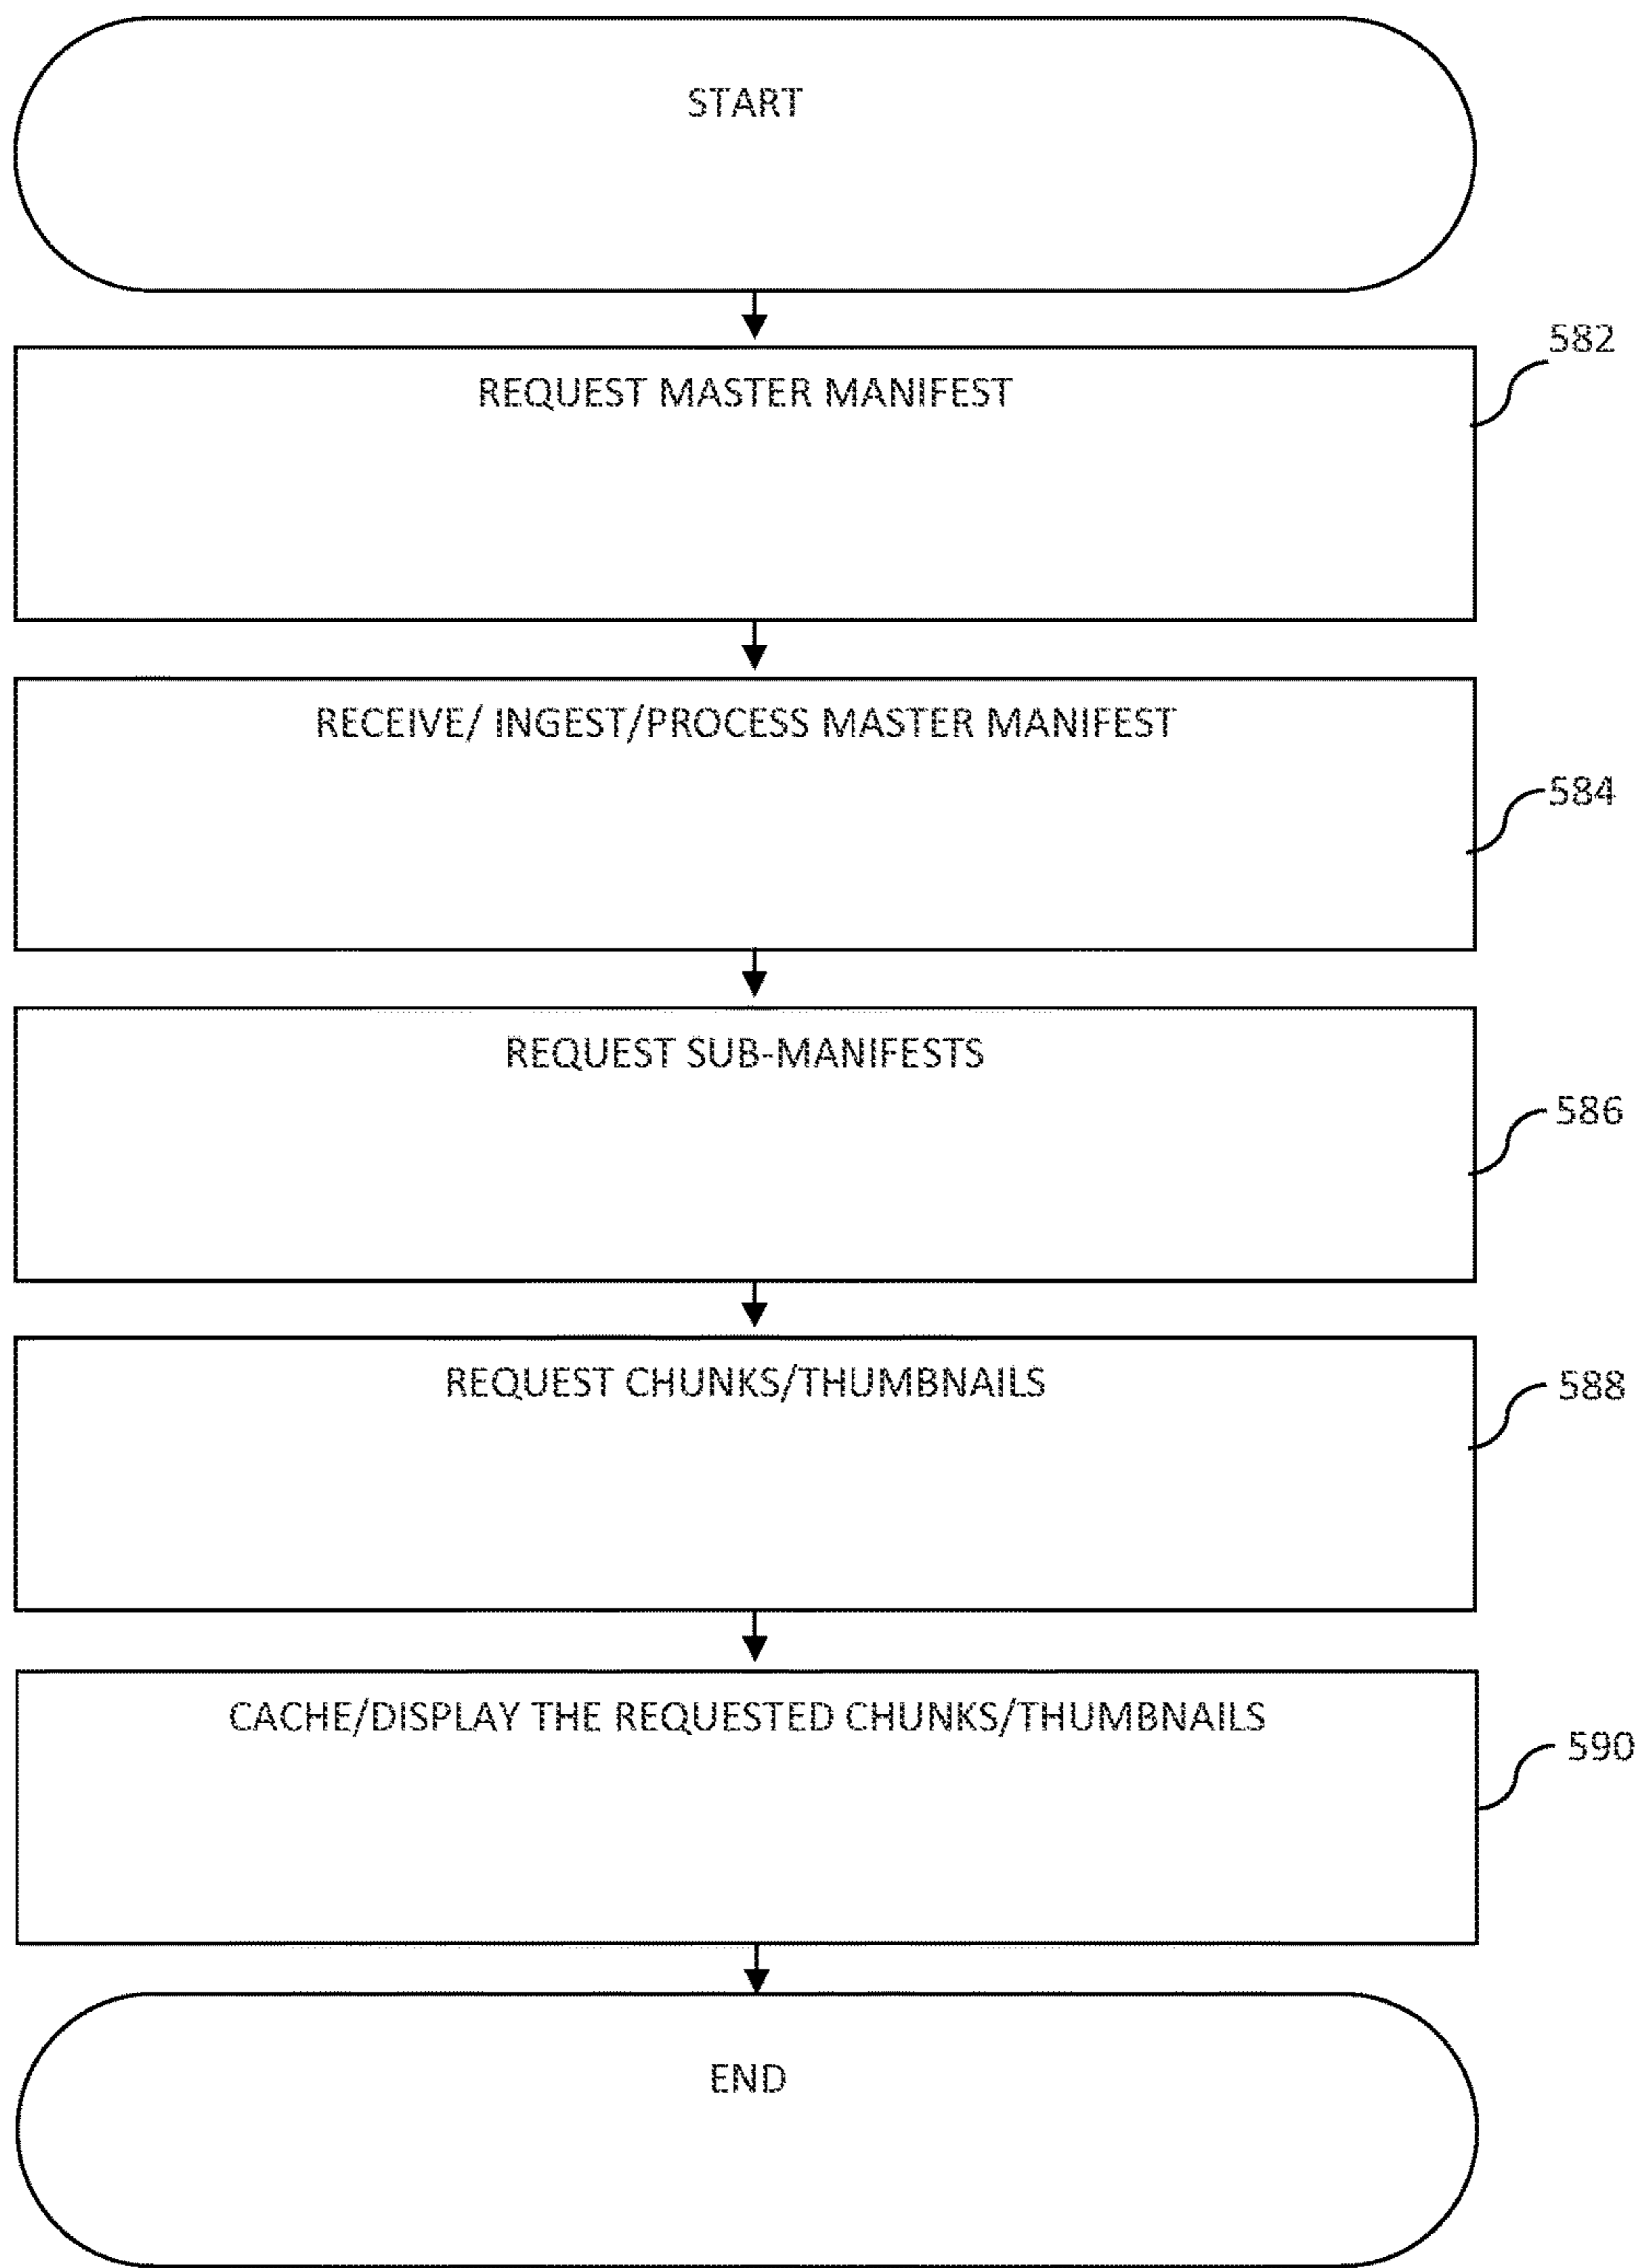 START
582
REQUEST MASTER MANIFEST
RECEIVE/ INGEST/PROCESS MASTER MANIFEST
584
REQUEST SUB-MANIFESTS
586
REQUEST CHUNKS/THUMBNAILS
588
CACHE/DISPLAY THE REQUESTED CHUNKS/THUMBNAILS
590
END